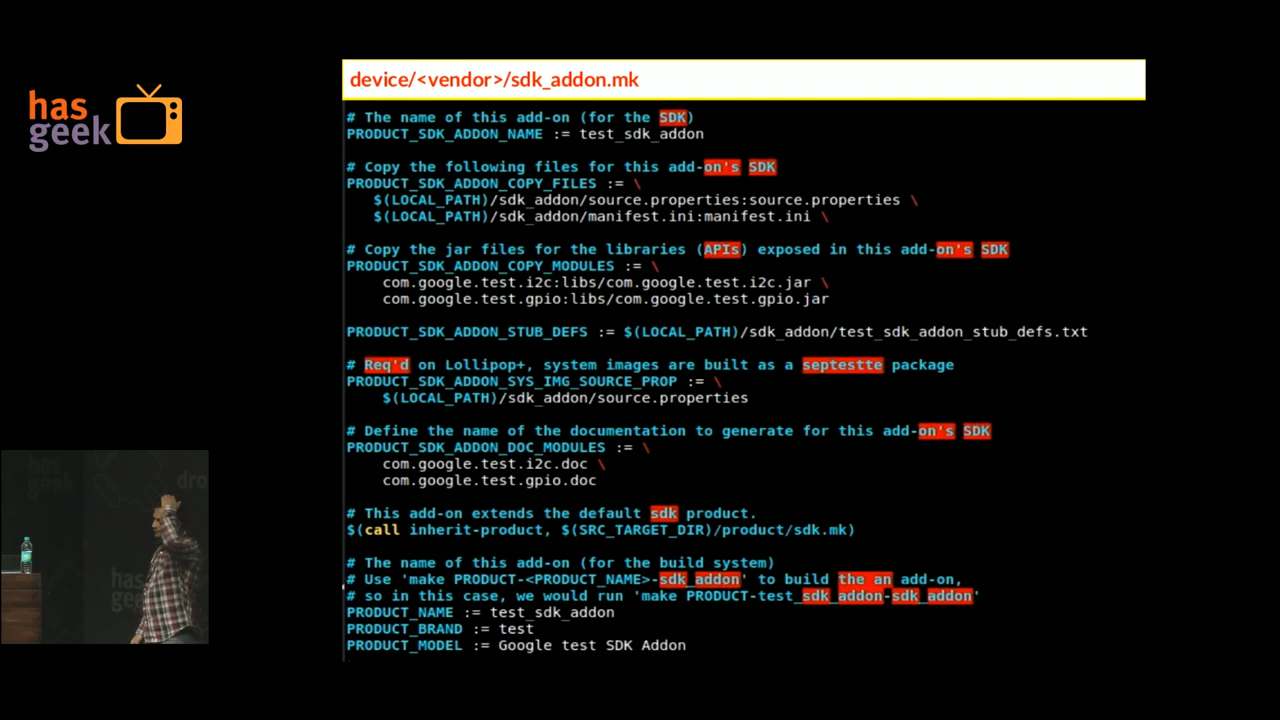 has
geek
device/<vendor>/sdk_addon.mk
# The name of this add-on (for the SDK)
PRODUCT_SDK_ADDON_NAME := test_sdk_addon
# Copy the following files for this add-on's SDK
PRODUCT_SDK_ADDON_COPY_FILES := \
$(LOCAL_PATH)/sdk_addon/source.properties:source.properties \
$(LOCAL_PATH)/sdk_addon/manifest.ini:manifest.ini \
# Copy the jar files for the libraries (APIs) exposed in this add-on's SDK
PRODUCT_SDK_ADDON_COPY_MODULES := \
com.google.test.i2c:libs/com.google.test.i2c.jar \
com.google.test.gpio:libs/com.google.test.gpio.jar
PRODUCT_SDK_ADDON_STUB_DEFS := $(LOCAL_PATH)/sdk_addon/test_sdk_addon_stub_defs.txt
# Req'd on Lollipop+, system images are built as a septestte package
PRODUCT_SDK_ADDON_SYS_IMG_SOURCE_PROP := \
$(LOCAL_PATH)/sdk_addon/source.properties
# Define the name of the documentation to generate for this add-on's SDK
PRODUCT_SDK_ADDON_DOC_MODULES := \
com.google.test.i2c.doc \
com.google.test.gpio.doc
# This add-on extends the default sdk product.
$(call inherit-product, $(SRC_TARGET_DIR)/product/sdk.mk)
# The name of this add-on (for the build system)
# Use 'make PRODUCT-<PRODUCT_NAME>-sdk_addon' to build the an add-on,
# so in this case, we would run 'make PRODUCT-test_sdk_addon-sdk_addon'
PRODUCT_NAME := test_sdk_addon
PRODUCT_BRAND := test
PRODUCT_MODEL := Google test SDK Addon
has
geek
dro
has
geek